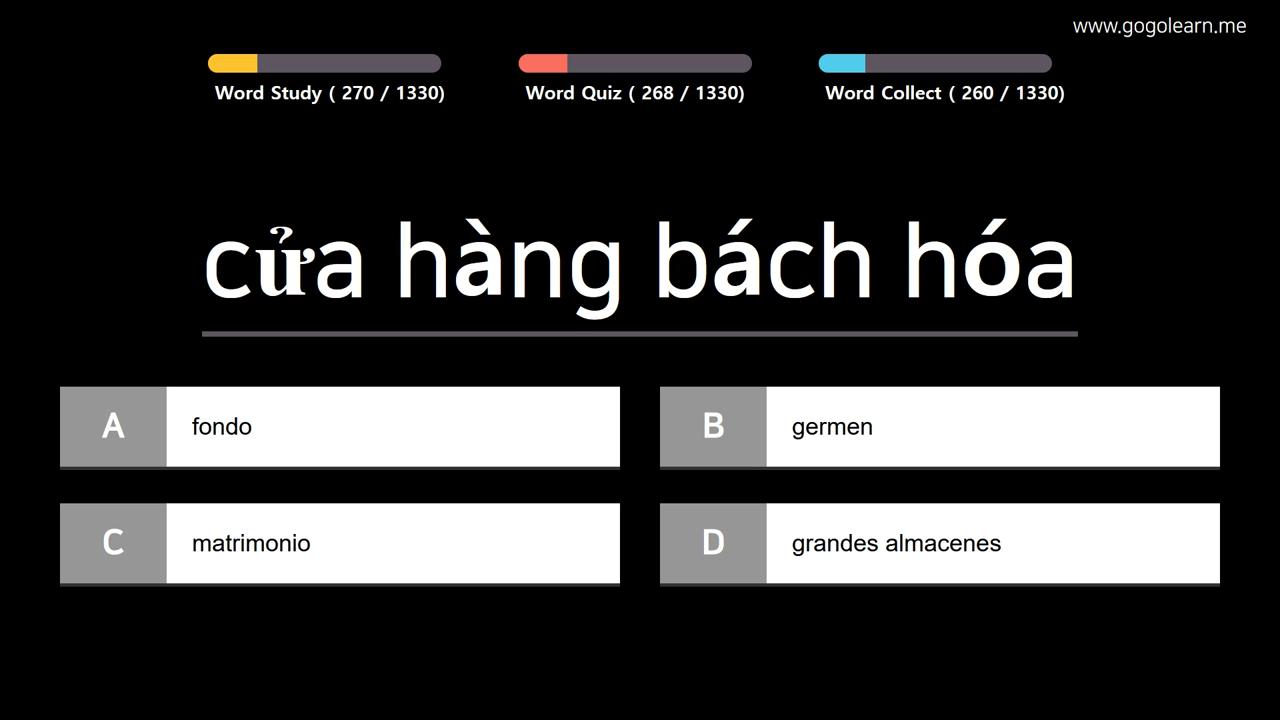 www.gogolearn.me
Word Study ( 270 / 1330)
Word Quiz ( 268 / 1330)
Word Collect ( 260 / 1330)
cửa hàng bách hóa
A fondo
B germen
C matrimonio
D grandes almacenes